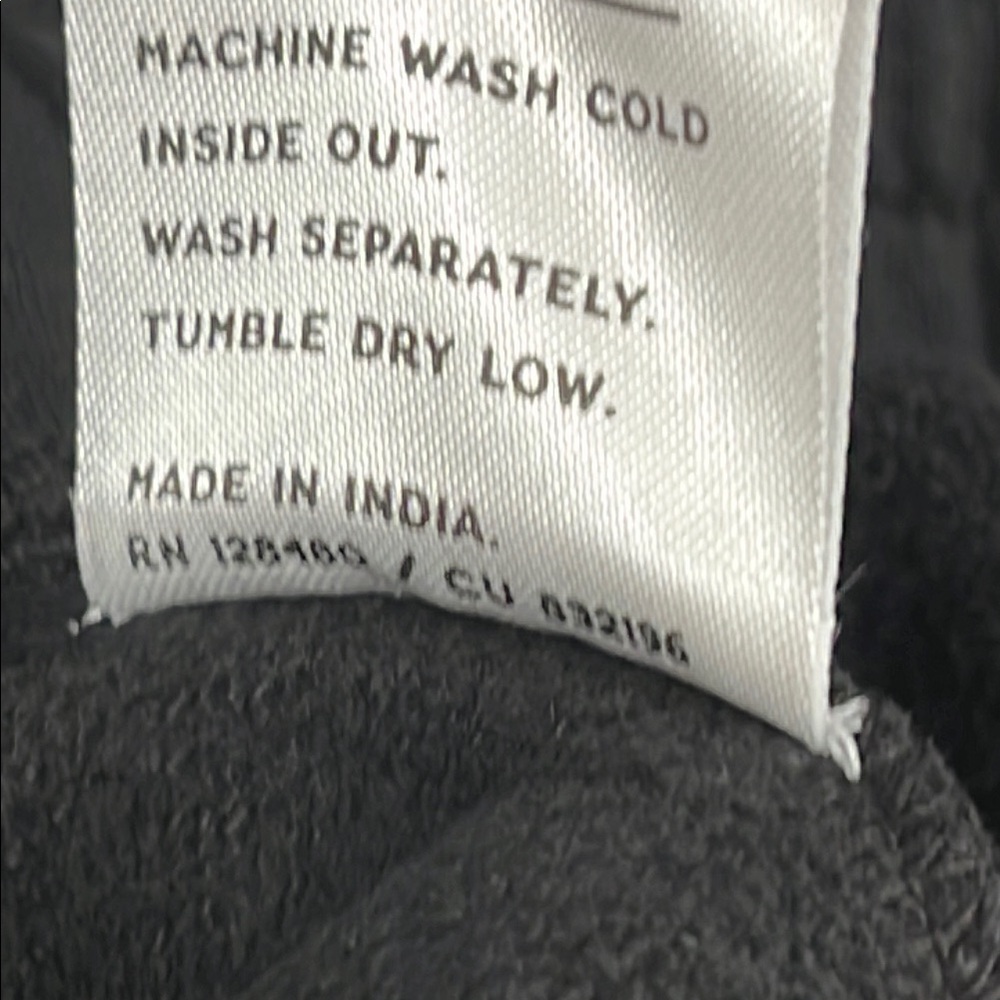 MACHINE WASH COLD
INSIDE OUT.
WASH SEPARATELY.
TUMBLE DRY LOW.
MADE IN INDIA.
RN / CU